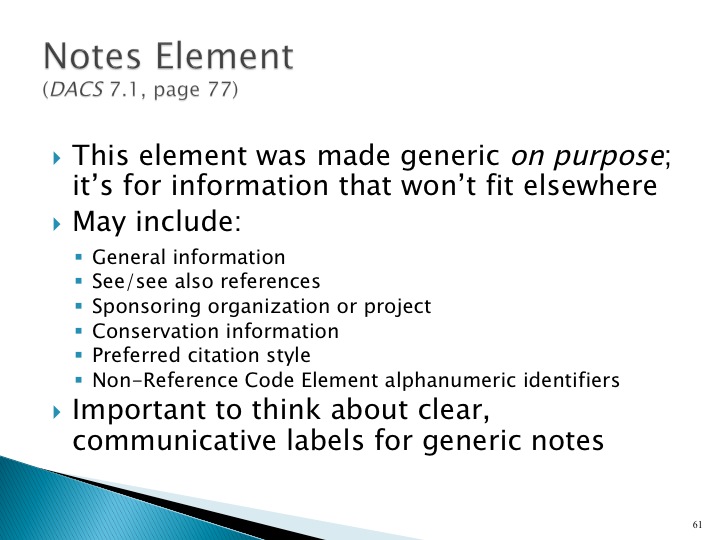 Notes Element
(DACS 7.1, page 77)
This element was made generic on purpose;
it’s for information that won’t fit elsewhere
May include:
General information
See/see also references
Sponsoring organization or project
Conservation information
Preferred citation style
Non-Reference Code Element alphanumeric identifiers
Important to think about clear,
communicative labels for generic notes
61